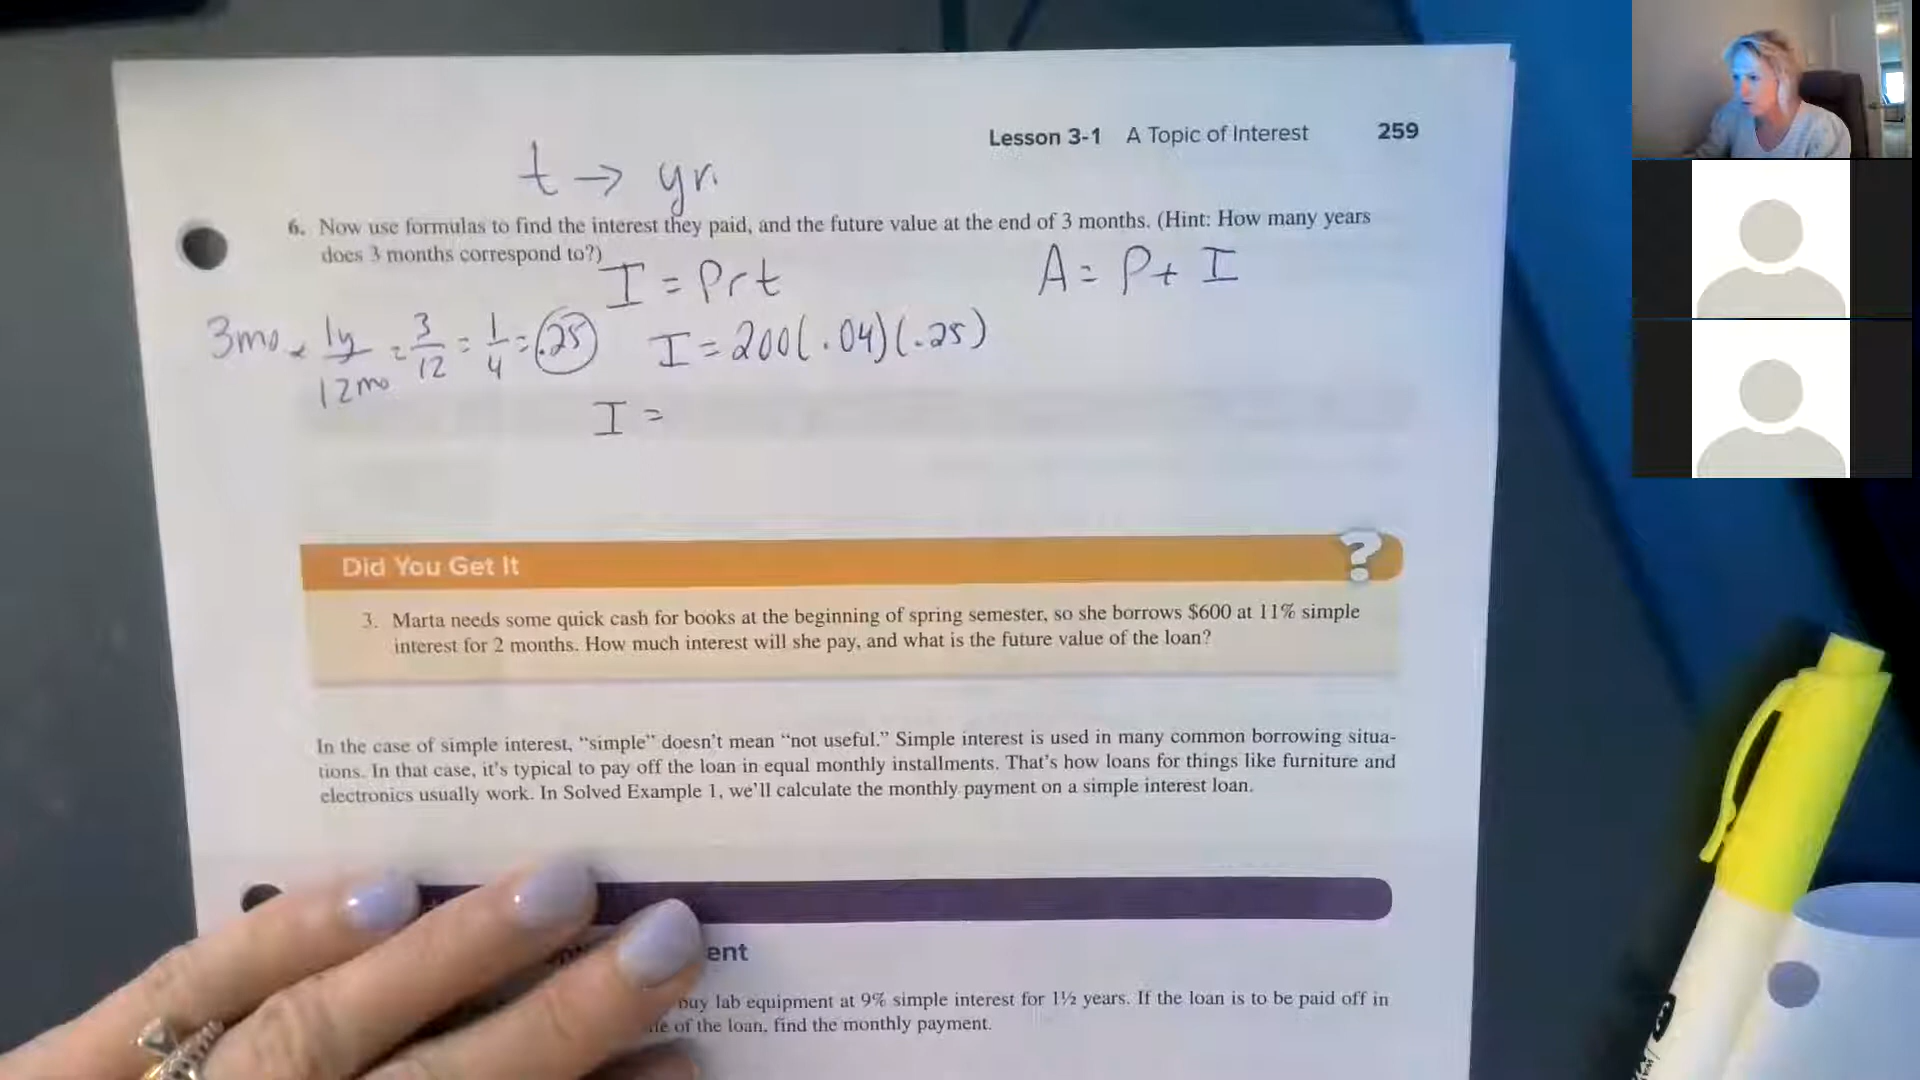 Lesson 3-1 A Topic of Interest 259
t → yr.
6. Now use formulas to find the interest they paid, and the future value at the end of 3 months. (Hint: How many years
does 3 months correspond to?)
I = Prt
A = P + I
3mo × 1y/12mo = 3/12 = 1/4 = .25
I = 200(.04)(.25)
I =
Did You Get It ?
3. Marta needs some quick cash for books at the beginning of spring semester, so she borrows $600 at 11% simple
interest for 2 months. How much interest will she pay, and what is the future value of the loan?
In the case of simple interest, “simple” doesn’t mean “not useful.” Simple interest is used in many common borrowing situa-
tions. In that case, it’s typical to pay off the loan in equal monthly installments. That’s how loans for things like furniture and
electronics usually work. In Solved Example 1, we’ll calculate the monthly payment on a simple interest loan.
ent
buy lab equipment at 9% simple interest for 1½ years. If the loan is to be paid off in
of the loan, find the monthly payment.